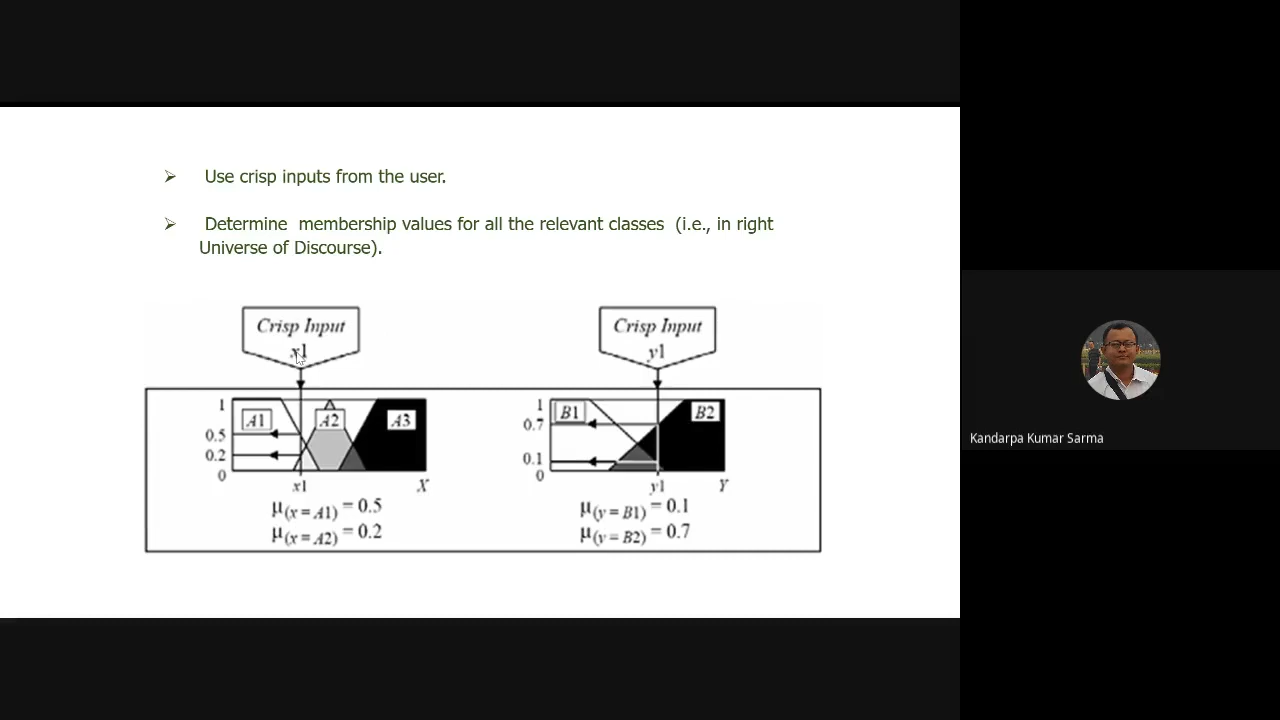 ➢ Use crisp inputs from the user.
➢ Determine membership values for all the relevant classes (i.e., in right
Universe of Discourse).
Crisp Input
x1
Crisp Input
y1
1
0.5
0.2
0
A1
A2
A3
x1
X
μ(x = A1) = 0.5
μ(x = A2) = 0.2
1
0.7
0.1
0
B1
B2
y1
Y
μ(y = B1) = 0.1
μ(y = B2) = 0.7
Kandarpa Kumar Sarma